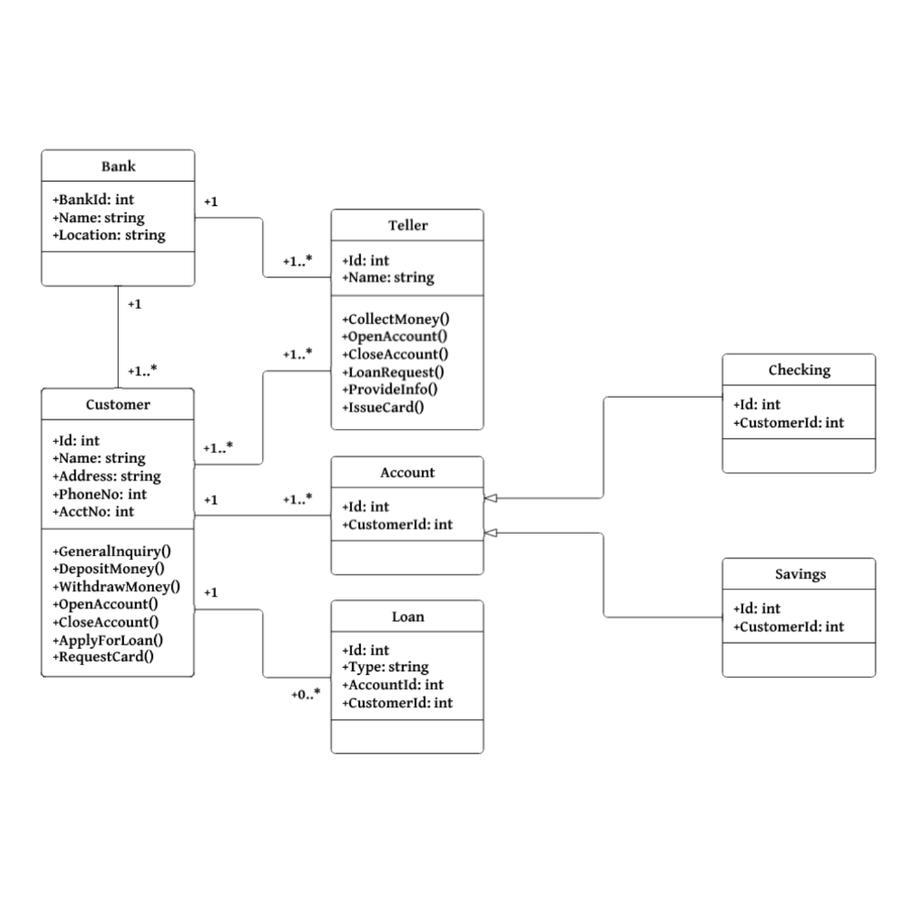 Bank
+BankId: int
+Name: string
+Location: string
+1
+1..*
Teller
+Id: int
+Name: string
+CollectMoney()
+OpenAccount()
+CloseAccount()
+LoanRequest()
+ProvideInfo()
+IssueCard()
+1
+1..*
+1..*
+1..*
Customer
+Id: int
+Name: string
+Address: string
+PhoneNo: int
+AcctNo: int
+GeneralInquiry()
+DepositMoney()
+WithdrawMoney()
+OpenAccount()
+CloseAccount()
+ApplyForLoan()
+RequestCard()
+1
+1..*
Account
+Id: int
+CustomerId: int
+1
+0..*
Loan
+Id: int
+Type: string
+AccountId: int
+CustomerId: int
Checking
+Id: int
+CustomerId: int
Savings
+Id: int
+CustomerId: int